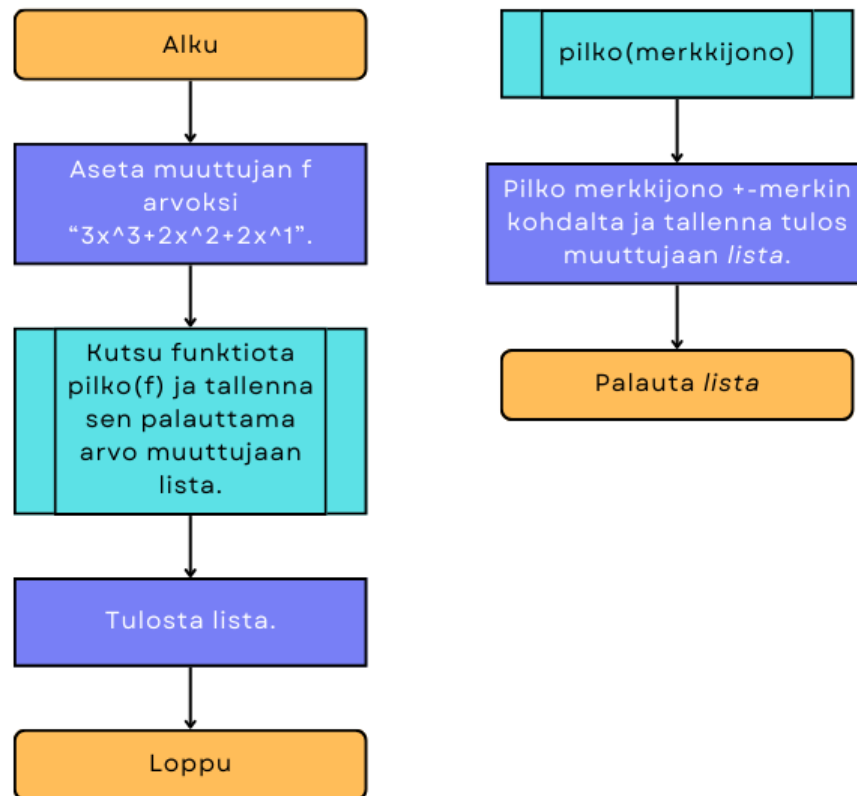 Alku
Aseta muuttujan f
arvoksi
“3x^3+2x^2+2x^1”.
Kutsu funktiota
pilko(f) ja tallenna
sen palauttama
arvo muuttujaan
lista.
Tulosta lista.
Loppu
pilko(merkkijono)
Pilko merkkijono +-merkin
kohdalta ja tallenna tulos
muuttujaan lista.
Palauta lista